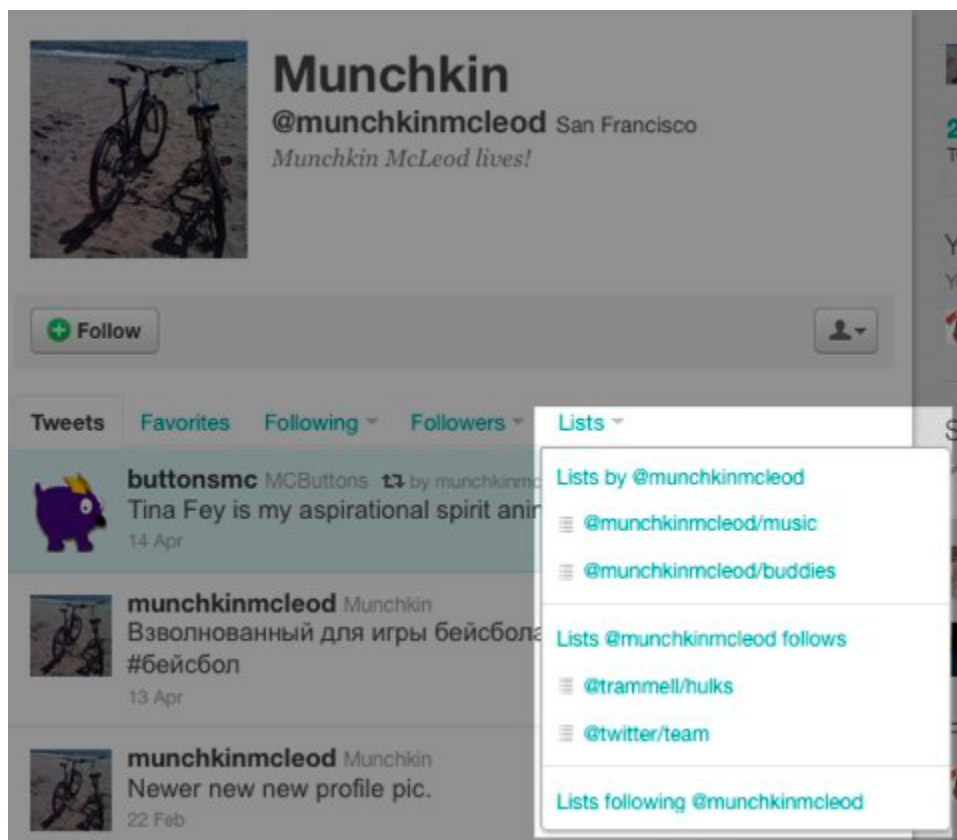 Munchkin
@munchkinmcleod San Francisco
Munchkin McLeod lives!
Follow
Tweets Favorites Following Followers Lists
buttonsmc MCButtons by munchkinmc
Tina Fey is my aspirational spirit
14 Apr
munchkinmcleod Munchkin
Взволнованный для игры бейсбола
#бейсбол
13 Apr
munchkinmcleod Munchkin
Newer new new profile pic.
22 Feb
Lists by @munchkinmcleod
@munchkinmcleod/music
@munchkinmcleod/buddies
Lists @munchkinmcleod follows
@trammell/hulks
@twitter/team
Lists following @munchkinmcleod